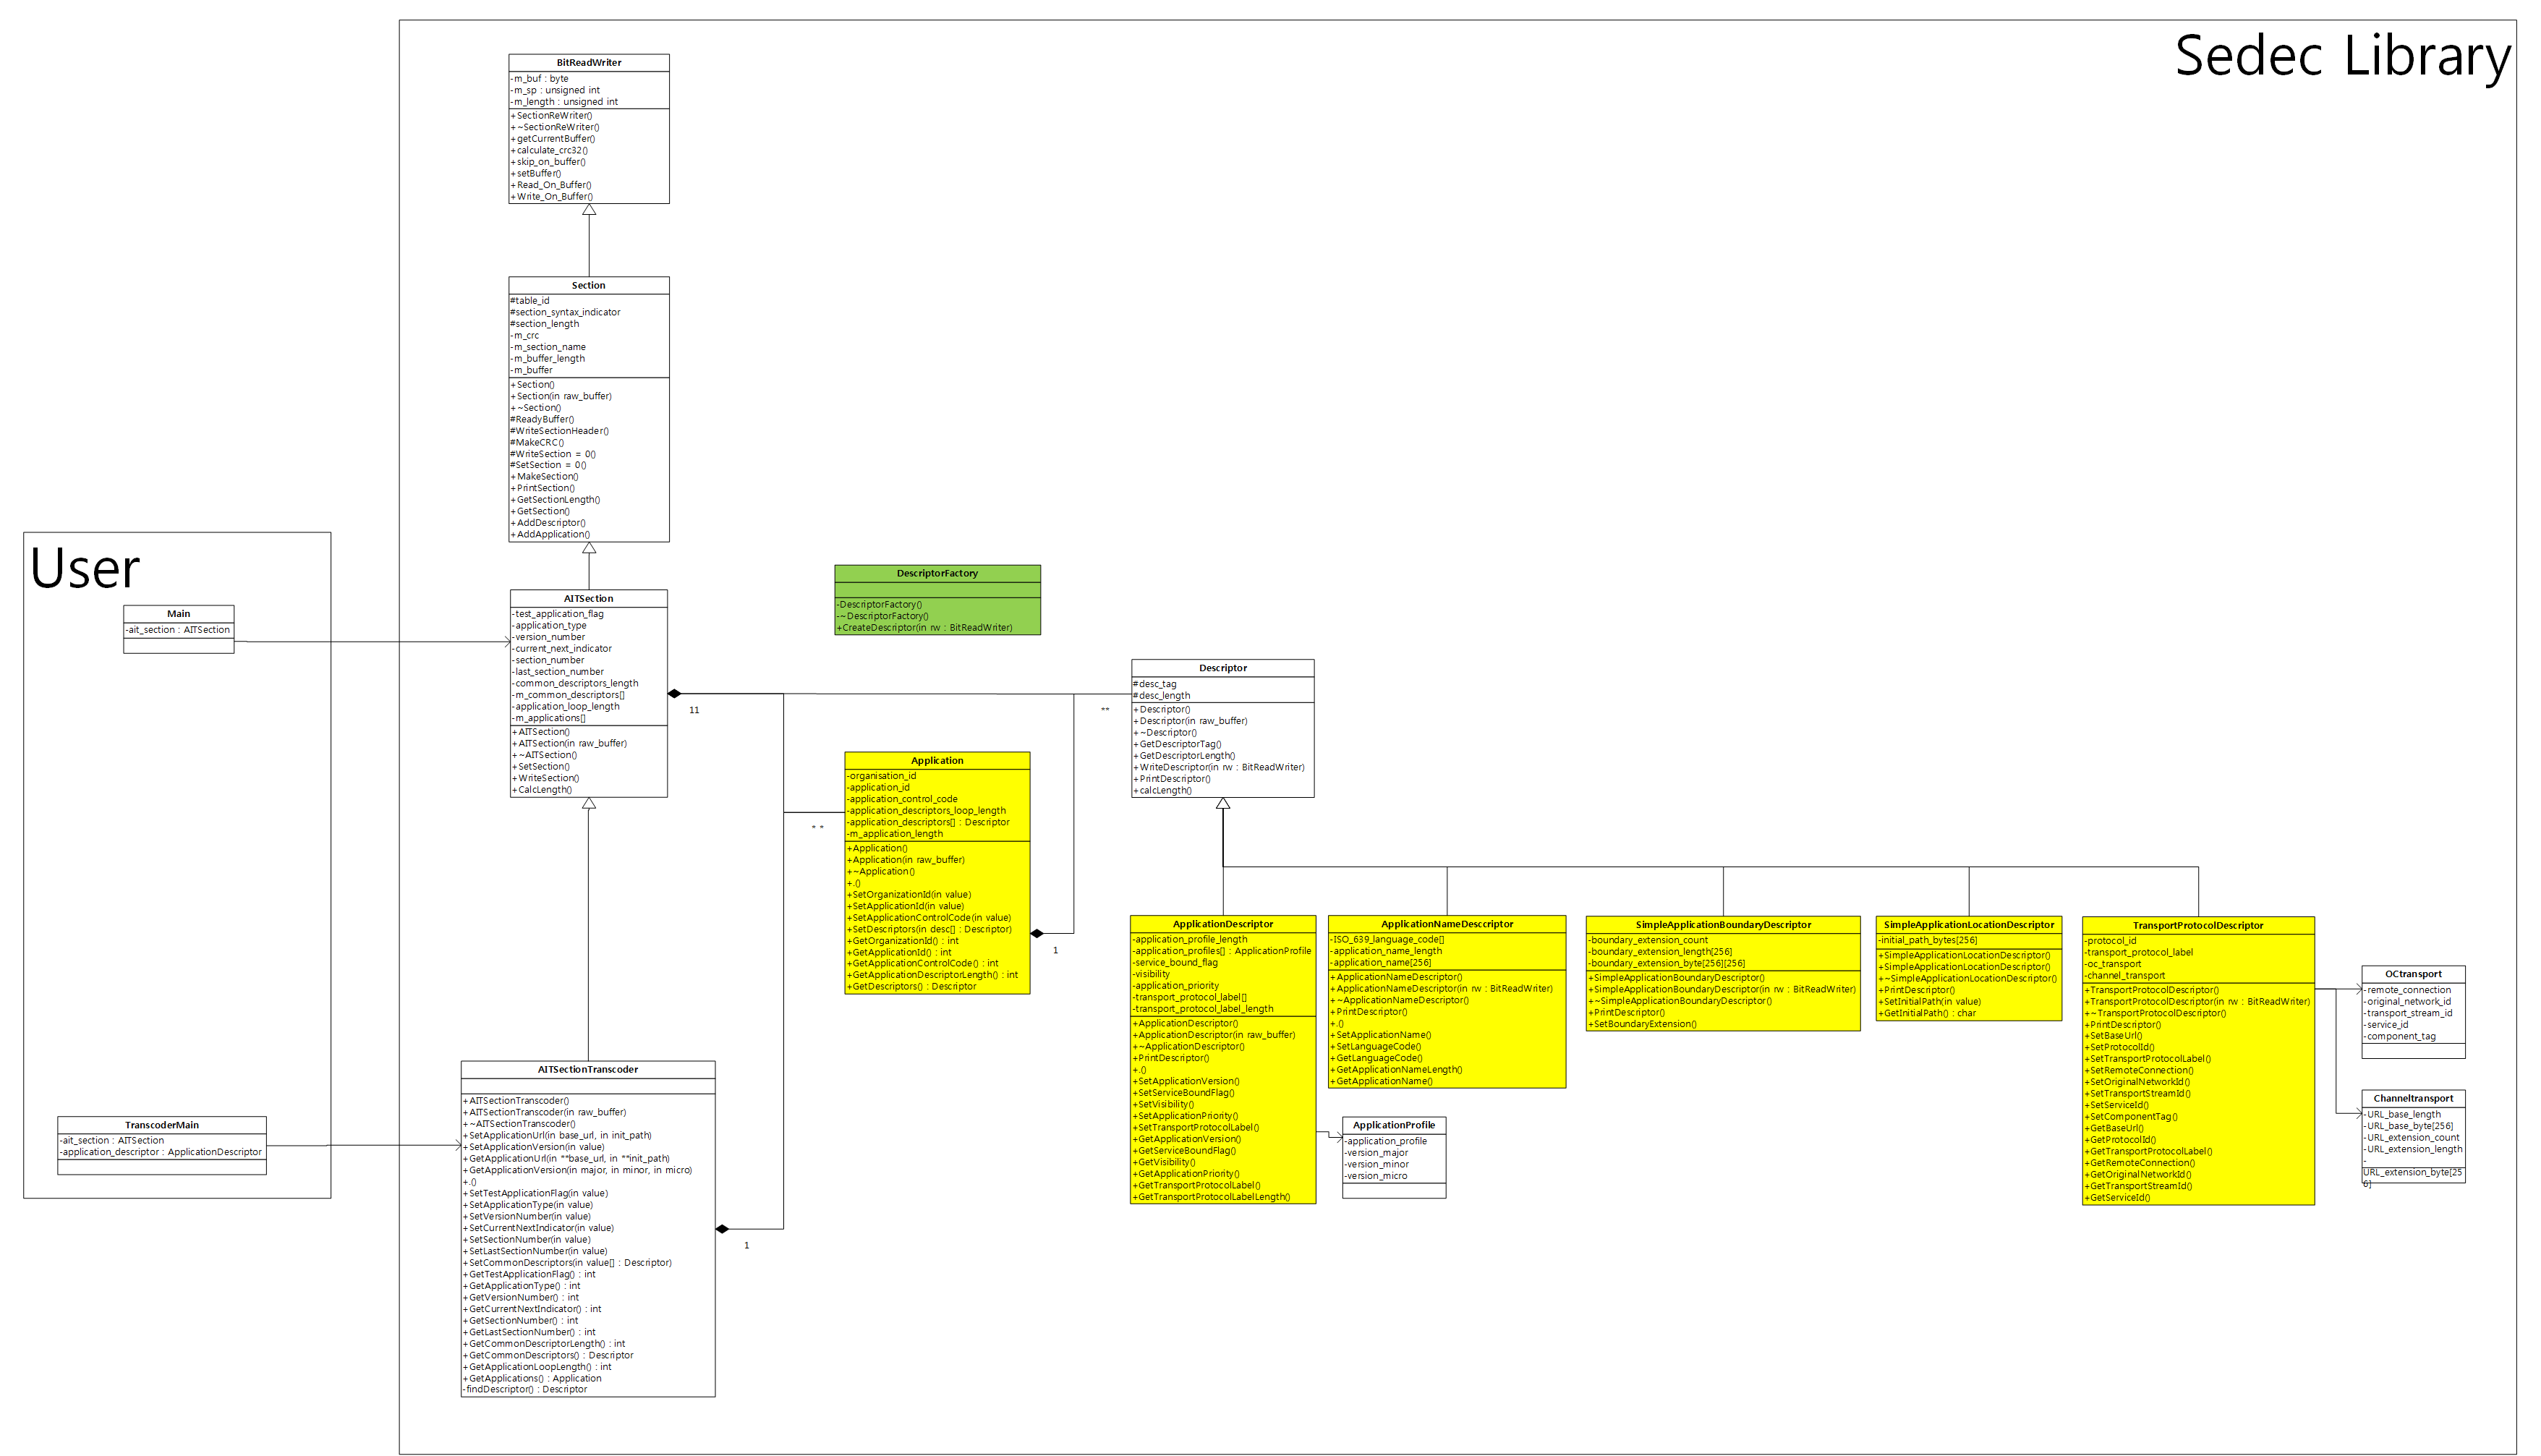 Sedec Library
BitReadWriter
-m_buf : byte
-m_sp : unsigned int
-m_length : unsigned int
+SectionReWriter()
+~SectionReWriter()
+getCurrentBuffer()
+calculate_crc32()
+skip_on_buffer()
+setBuffer()
+Read_On_Buffer()
+Write_On_Buffer()
Section
#table_id
#section_syntax_indicator
#section_length
-m_crc
-m_section_name
-m_buffer_length
-m_buffer
+Section()
+Section(in raw_buffer)
+~Section()
#ReadyBuffer()
#WriteSectionHeader()
#MakeCRC()
#WriteSection = 0()
#SetSection = 0()
+MakeSection()
+PrintSection()
+GetSectionLength()
+GetSection()
+AddDescriptor()
+AddApplication()
User
Main
-ait_section : AITSection
AITSection
-test_application_flag
-application_type
-version_number
-current_next_indicator
-section_number
-last_section_number
-common_descriptors_length
-m_common_descriptors[]
-application_loop_length
-m_applications[]
+AITSection()
+AITSection(in raw_buffer)
+~AITSection()
+SetSection()
+WriteSection()
+CalcLength()
11
DescriptorFactory
-DescriptorFactory()
-~DescriptorFactory()
+CreateDescriptor(in rw : BitReadWriter)
**
Descriptor
#desc_tag
#desc_length
+Descriptor()
+Descriptor(in raw_buffer)
+~Descriptor()
+GetDescriptorTag()
+GetDescriptorLength()
+WriteDescriptor(in rw : BitReadWriter)
+PrintDescriptor()
+calcLength()
* *
Application
-organisation_id
-application_id
-application_control_code
-application_descriptors_loop_length
-application_descriptors[] : Descriptor
-m_application_length
+Application()
+Application(in raw_buffer)
+~Application()
+.()
+SetOrganizationId(in value)
+SetApplicationId(in value)
+SetApplicationControlCode(in value)
+SetDescriptors(in desc[] : Descriptor)
+GetOrganizationId() : int
+GetApplicationId() : int
+GetApplicationControlCode() : int
+GetApplicationDescriptorLength() : int
+GetDescriptors() : Descriptor
1
ApplicationDescriptor
-application_profile_length
-application_profiles[] : ApplicationProfile
-service_bound_flag
-visibility
-application_priority
-transport_protocol_label[]
-transport_protocol_label_length
+ApplicationDescriptor()
+ApplicationDescriptor(in raw_buffer)
+~ApplicationDescriptor()
+PrintDescriptor()
+.()
+SetApplicationVersion()
+SetServiceBoundFlag()
+SetVisibility()
+SetApplicationPriority()
+SetTransportProtocolLabel()
+GetApplicationVersion()
+GetServiceBoundFlag()
+GetVisibility()
+GetApplicationPriority()
+GetTransportProtocolLabel()
+GetTransportProtocolLabelLength()
ApplicationNameDesccriptor
-ISO_639_language_code[]
-application_name_length
-application_name[256]
+ApplicationNameDescriptor()
+ApplicationNameDescriptor(in rw : BitReadWriter)
+~ApplicationNameDescriptor()
+PrintDescriptor()
+.()
+SetApplicationName()
+SetLanguageCode()
+GetLanguageCode()
+GetApplicationNameLength()
+GetApplicationName()
SimpleApplicationBoundaryDescriptor
-boundary_extension_count
-boundary_extension_length[256]
-boundary_extension_byte[256][256]
+SimpleApplicationBoundaryDescriptor()
+SimpleApplicationBoundaryDescriptor(in rw : BitReadWriter)
+~SimpleApplicationBoundaryDescriptor()
+PrintDescriptor()
+SetBoundaryExtension()
SimpleApplicationLocationDescriptor
-initial_path_bytes[256]
+SimpleApplicationLocationDescriptor()
+SimpleApplicationLocationDescriptor()
+~SimpleApplicationLocationDescriptor()
+PrintDescriptor()
+SetInitialPath(in value)
+GetInitialPath() : char
TransportProtocolDescriptor
-protocol_id
-transport_protocol_label
-oc_transport
-channel_transport
+TransportProtocolDescriptor()
+TransportProtocolDescriptor(in rw : BitReadWriter)
+~TransportProtocolDescriptor()
+PrintDescriptor()
+SetBaseUrl()
+SetProtocolId()
+SetTransportProtocolLabel()
+SetRemoteConnection()
+SetOriginalNetworkId()
+SetTransportStreamId()
+SetServiceId()
+SetComponentTag()
+GetBaseUrl()
+GetProtocolId()
+GetTransportProtocolLabel()
+GetRemoteConnection()
+GetOriginalNetworkId()
+GetTransportStreamId()
+GetServiceId()
OCtransport
-remote_connection
-original_network_id
-transport_stream_id
-service_id
-component_tag
Channeltransport
-URL_base_length
-URL_base_byte[256]
-URL_extension_count
-URL_extension_length
-
URL_extension_byte[25
6]
ApplicationProfile
-application_profile
-version_major
-version_minor
-version_micro
TranscoderMain
-ait_section : AITSection
-application_descriptor : ApplicationDescriptor
AITSectionTranscoder
+AITSectionTranscoder()
+AITSectionTranscoder(in raw_buffer)
+~AITSectionTranscoder()
+SetApplicationUrl(in base_url, in init_path)
+SetApplicationVersion(in value)
+GetApplicationUrl(in **base_url, in **init_path)
+GetApplicationVersion(in major, in minor, in micro)
+.()
+SetTestApplicationFlag(in value)
+SetApplicationType(in value)
+SetVersionNumber(in value)
+SetCurrentNextIndicator(in value)
+SetSectionNumber(in value)
+SetLastSectionNumber(in value)
+SetCommonDescriptors(in value[] : Descriptor)
+GetTestApplicationFlag() : int
+GetApplicationType() : int
+GetVersionNumber() : int
+GetCurrentNextIndicator() : int
+GetSectionNumber() : int
+GetLastSectionNumber() : int
+GetCommonDescriptorLength() : int
+GetCommonDescriptors() : Descriptor
+GetApplicationLoopLength() : int
+GetApplications() : Application
-findDescriptor() : Descriptor
1